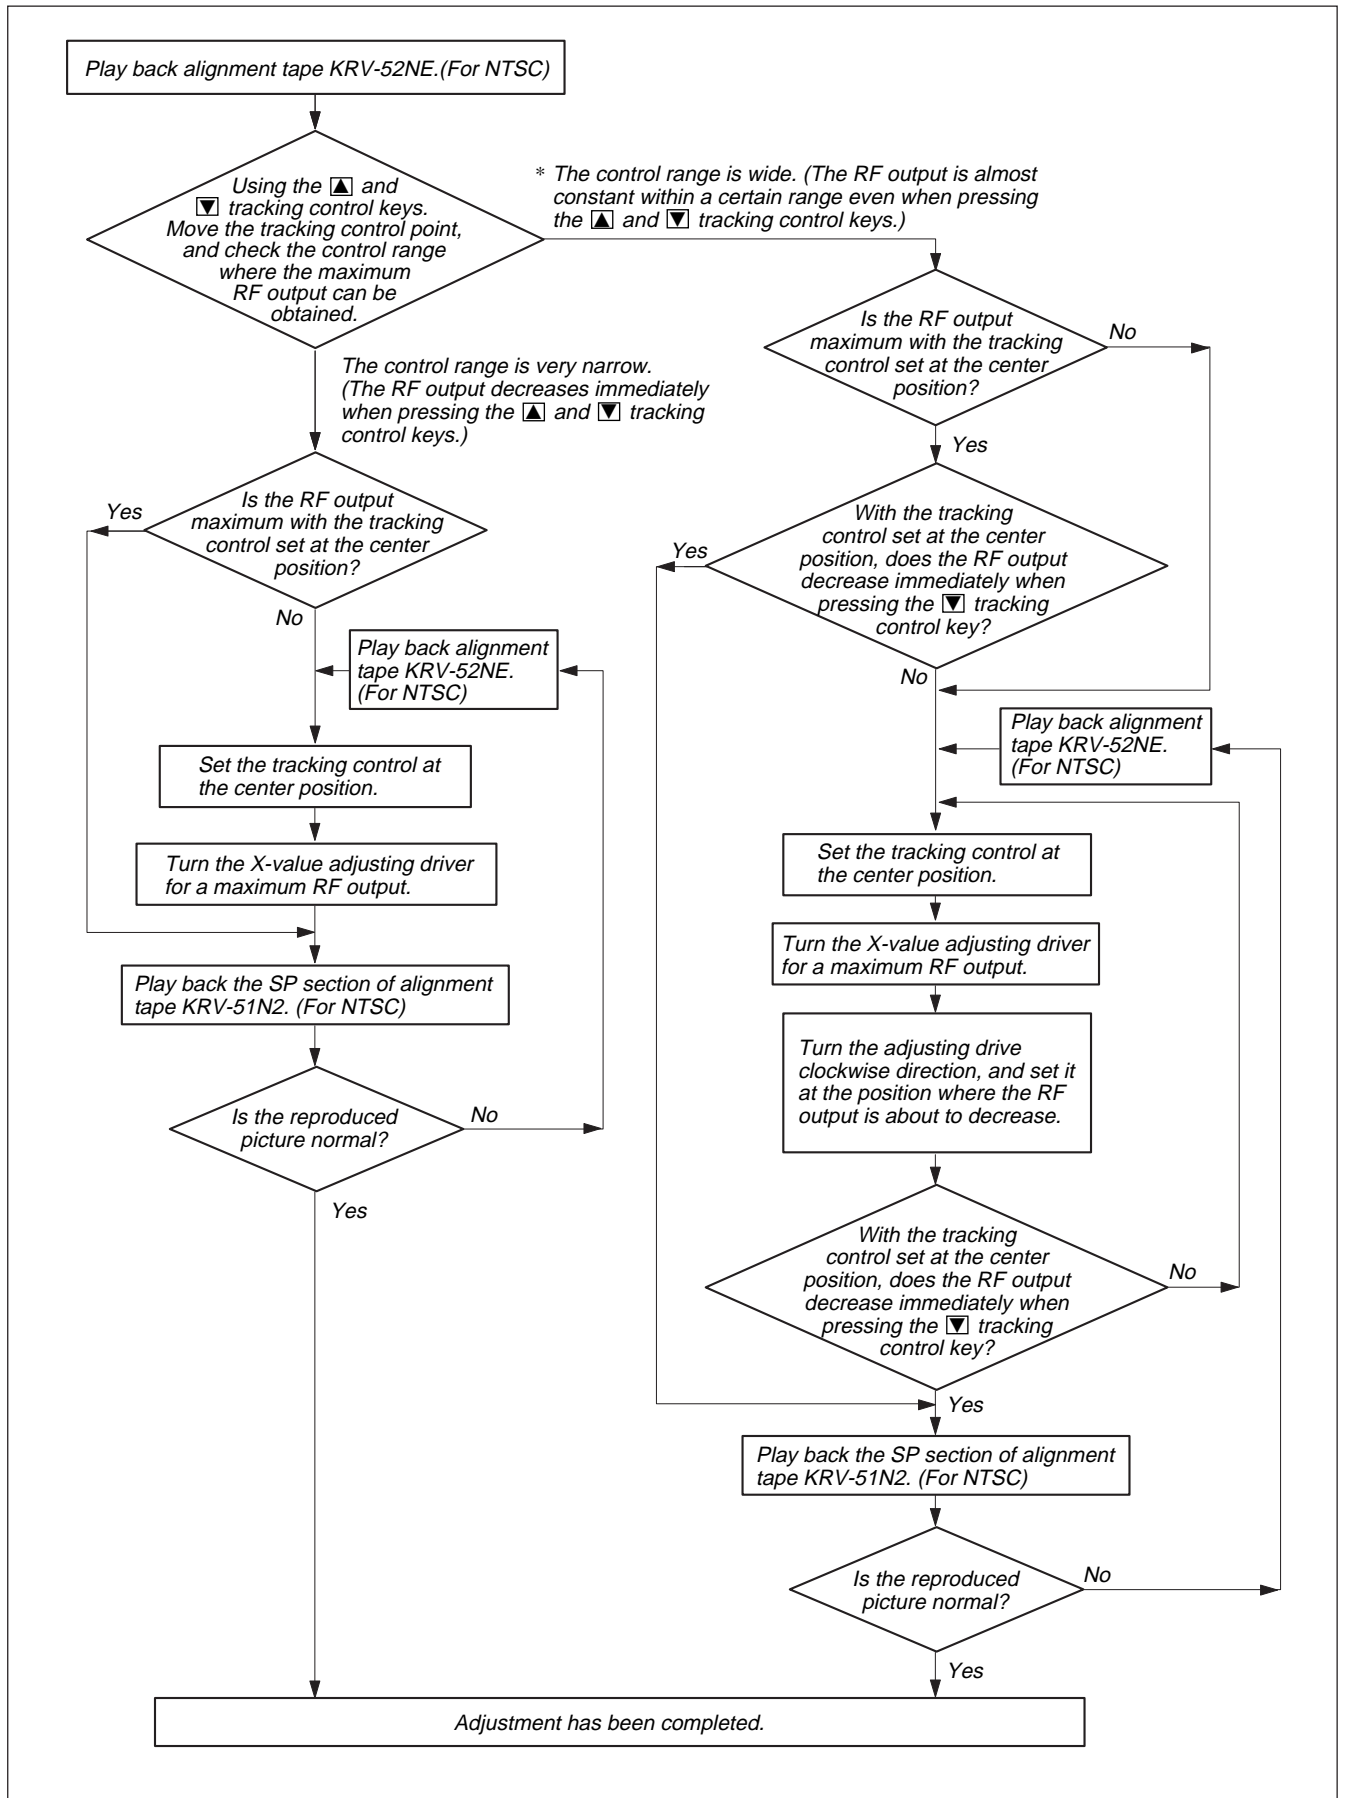 Play back alignment tape KRV-52NE.(For NTSC)
Using the ▲ and
▼ tracking control keys.
Move the tracking control point,
and check the control range
where the maximum
RF output can be
obtained.
* The control range is wide. (The RF output is almost
constant within a certain range even when pressing
the ▲ and ▼ tracking control keys.)
The control range is very narrow.
(The RF output decreases immediately
when pressing the ▲ and ▼ tracking
control keys.)
Is the RF output
maximum with the tracking
control set at the center
position?
Yes
No
Play back alignment
tape KRV-52NE.
(For NTSC)
Set the tracking control at
the center position.
Turn the X-value adjusting driver
for a maximum RF output.
Play back the SP section of alignment
tape KRV-51N2. (For NTSC)
Is the reproduced
picture normal?
No
Yes
Is the RF output
maximum with the tracking
control set at the center
position?
No
Yes
With the tracking
control set at the center
position, does the RF output
decrease immediately when
pressing the ▼ tracking
control key?
Yes
No
Play back alignment
tape KRV-52NE.
(For NTSC)
Set the tracking control at
the center position.
Turn the X-value adjusting driver
for a maximum RF output.
Turn the adjusting drive
clockwise direction, and set it
at the position where the RF
output is about to decrease.
With the tracking
control set at the center
position, does the RF output
decrease immediately when
pressing the ▼ tracking
control key?
No
Yes
Play back the SP section of alignment
tape KRV-51N2. (For NTSC)
Is the reproduced
picture normal?
No
Yes
Adjustment has been completed.